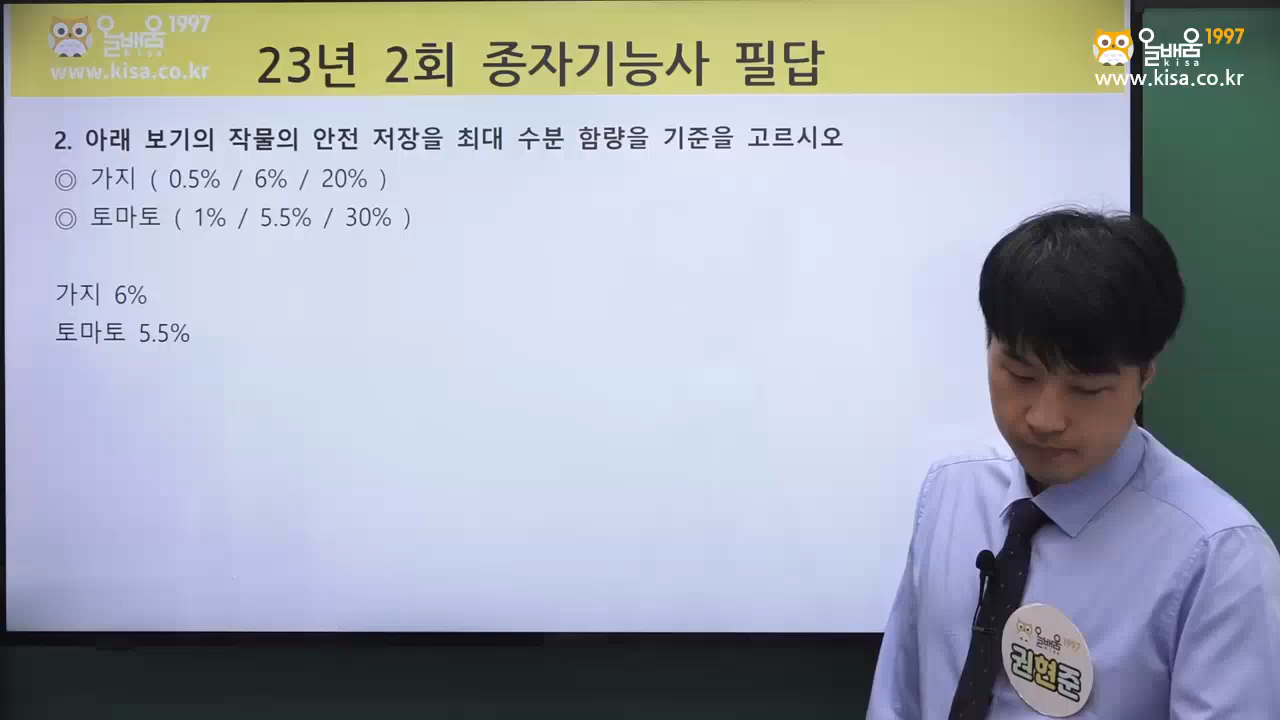 올배움 1997
kisa
www.kisa.co.kr
23년 2회 종자기능사 필답
올배움 1997
kisa
www.kisa.co.kr
2. 아래 보기의 작물의 안전 저장을 최대 수분 함량을 기준을 고르시오
◎ 가지 ( 0.5% / 6% / 20% )
◎ 토마토 ( 1% / 5.5% / 30% )
가지 6%
토마토 5.5%
올배움 1997
kisa
권현준